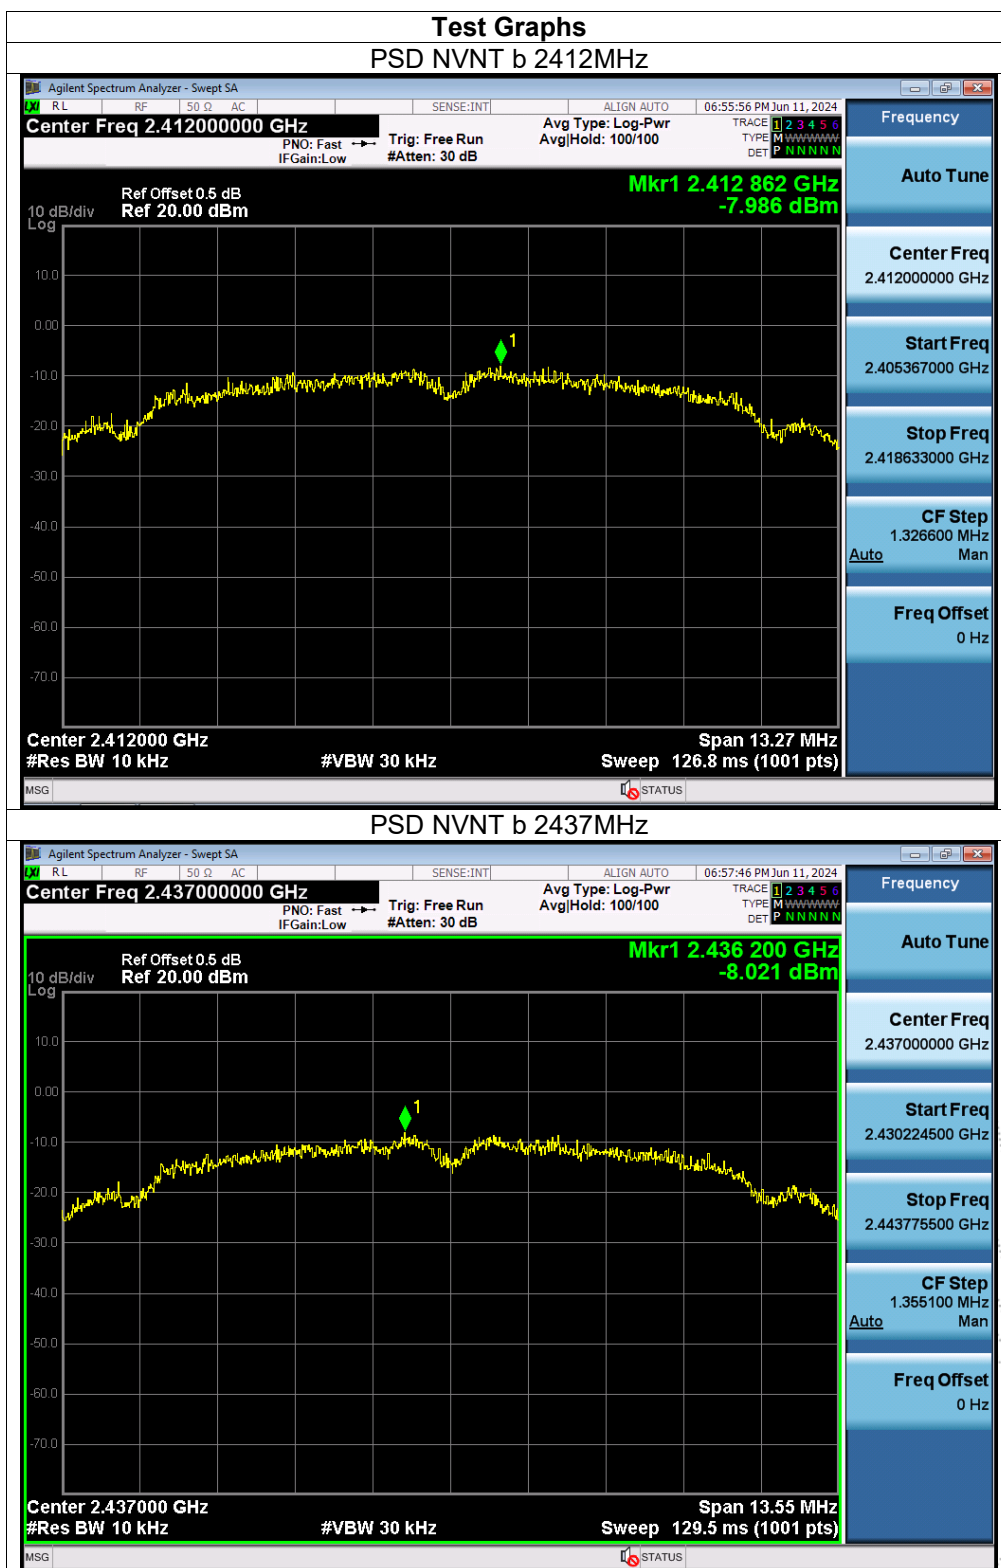 Test Graphs
PSD NVNT b 2412MHz
Agilent Spectrum Analyzer - Swept SA
LXI RL RF 50 Ω AC SENSE:INT ALIGN AUTO 06:55:56 PM Jun 11, 2024
Center Freq 2.412000000 GHz
PNO: Fast
IFGain:Low
Trig: Free Run
#Atten: 30 dB
Avg Type: Log-Pwr
Avg|Hold: 100/100
TRACE 1 2 3 4 5 6
TYPE M WWWWW
DET P N N N N N
Frequency
Mkr1 2.412 862 GHz
-7.986 dBm
Ref Offset 0.5 dB
10 dB/div Ref 20.00 dBm
Log
10.0
0.00
1
-10.0
-20.0
-30.0
-40.0
-50.0
-60.0
-70.0
Center 2.412000 GHz Span 13.27 MHz
#Res BW 10 kHz #VBW 30 kHz Sweep 126.8 ms (1001 pts)
Auto Tune
Center Freq
2.412000000 GHz
Start Freq
2.405367000 GHz
Stop Freq
2.418633000 GHz
CF Step
1.326600 MHz
Auto Man
Freq Offset
0 Hz
MSG STATUS
PSD NVNT b 2437MHz
Agilent Spectrum Analyzer - Swept SA
LXI RL RF 50 Ω AC SENSE:INT ALIGN AUTO 06:57:46 PM Jun 11, 2024
Center Freq 2.437000000 GHz
PNO: Fast
IFGain:Low
Trig: Free Run
#Atten: 30 dB
Avg Type: Log-Pwr
Avg|Hold: 100/100
TRACE 1 2 3 4 5 6
TYPE M WWWWW
DET P N N N N N
Frequency
Mkr1 2.436 200 GHz
-8.021 dBm
Ref Offset 0.5 dB
10 dB/div Ref 20.00 dBm
Log
10.0
0.00
1
-10.0
-20.0
-30.0
-40.0
-50.0
-60.0
-70.0
Center 2.437000 GHz Span 13.55 MHz
#Res BW 10 kHz #VBW 30 kHz Sweep 129.5 ms (1001 pts)
Auto Tune
Center Freq
2.437000000 GHz
Start Freq
2.430224500 GHz
Stop Freq
2.443775500 GHz
CF Step
1.355100 MHz
Auto Man
Freq Offset
0 Hz
MSG STATUS